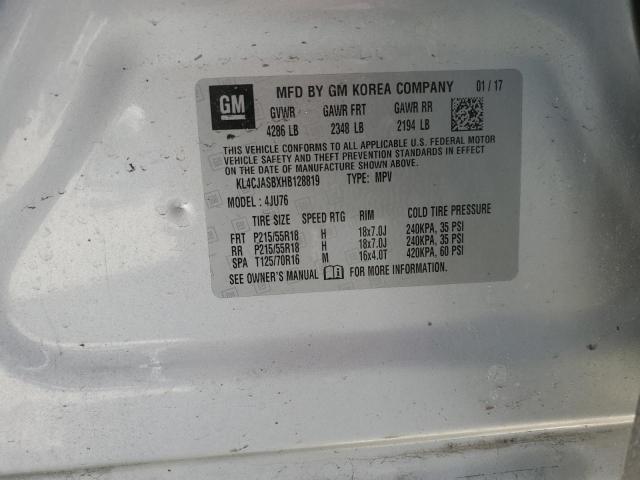 GM
MFD BY GM KOREA COMPANY 01/17
GVWR GAWR FRT GAWR RR
4286 LB 2348 LB 2194 LB
THIS VEHICLE CONFORMS TO ALL APPLICABLE U.S. FEDERAL MOTOR
VEHICLE SAFETY AND THEFT PREVENTION STANDARDS IN EFFECT
ON THE DATE OF MANUFACTURE SHOWN ABOVE.
KL4CJASBXHB128819 TYPE: MPV
MODEL: 4JU76
TIRE SIZE SPEED RTG RIM COLD TIRE PRESSURE
FRT P215/55R18 H 18x7.0J 240KPA, 35 PSI
RR P215/55R18 H 18x7.0J 240KPA, 35 PSI
SPA T125/70R16 M 16x4.0T 420KPA, 60 PSI
SEE OWNER'S MANUAL FOR MORE INFORMATION.